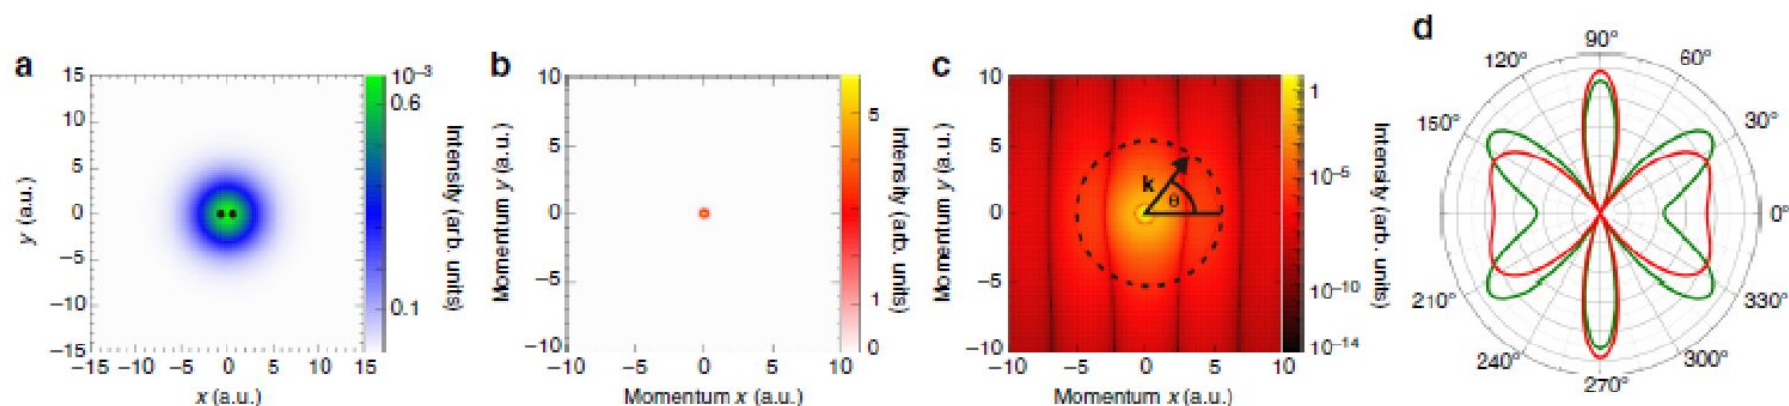 a
15
10
5
0
−5
−10
−15
−15 −10 −5 0 5 10 15
x (a.u.)
y (a.u.)
10⁻³
0.6
0.1
Intensity (arb. units)
b
10
5
0
−5
−10
−10 −5 0 5 10
Momentum x (a.u.)
Momentum y (a.u.)
5
1
0
Intensity (arb. units)
c
10
5
0
−5
−10
−10 −5 0 5 10
Momentum x (a.u.)
Momentum y (a.u.)
k
θ
1
10⁻⁵
10⁻¹⁰
10⁻¹⁴
Intensity (arb. units)
d
90°
120° 60°
150° 30°
0°
210° 330°
240° 300°
270°